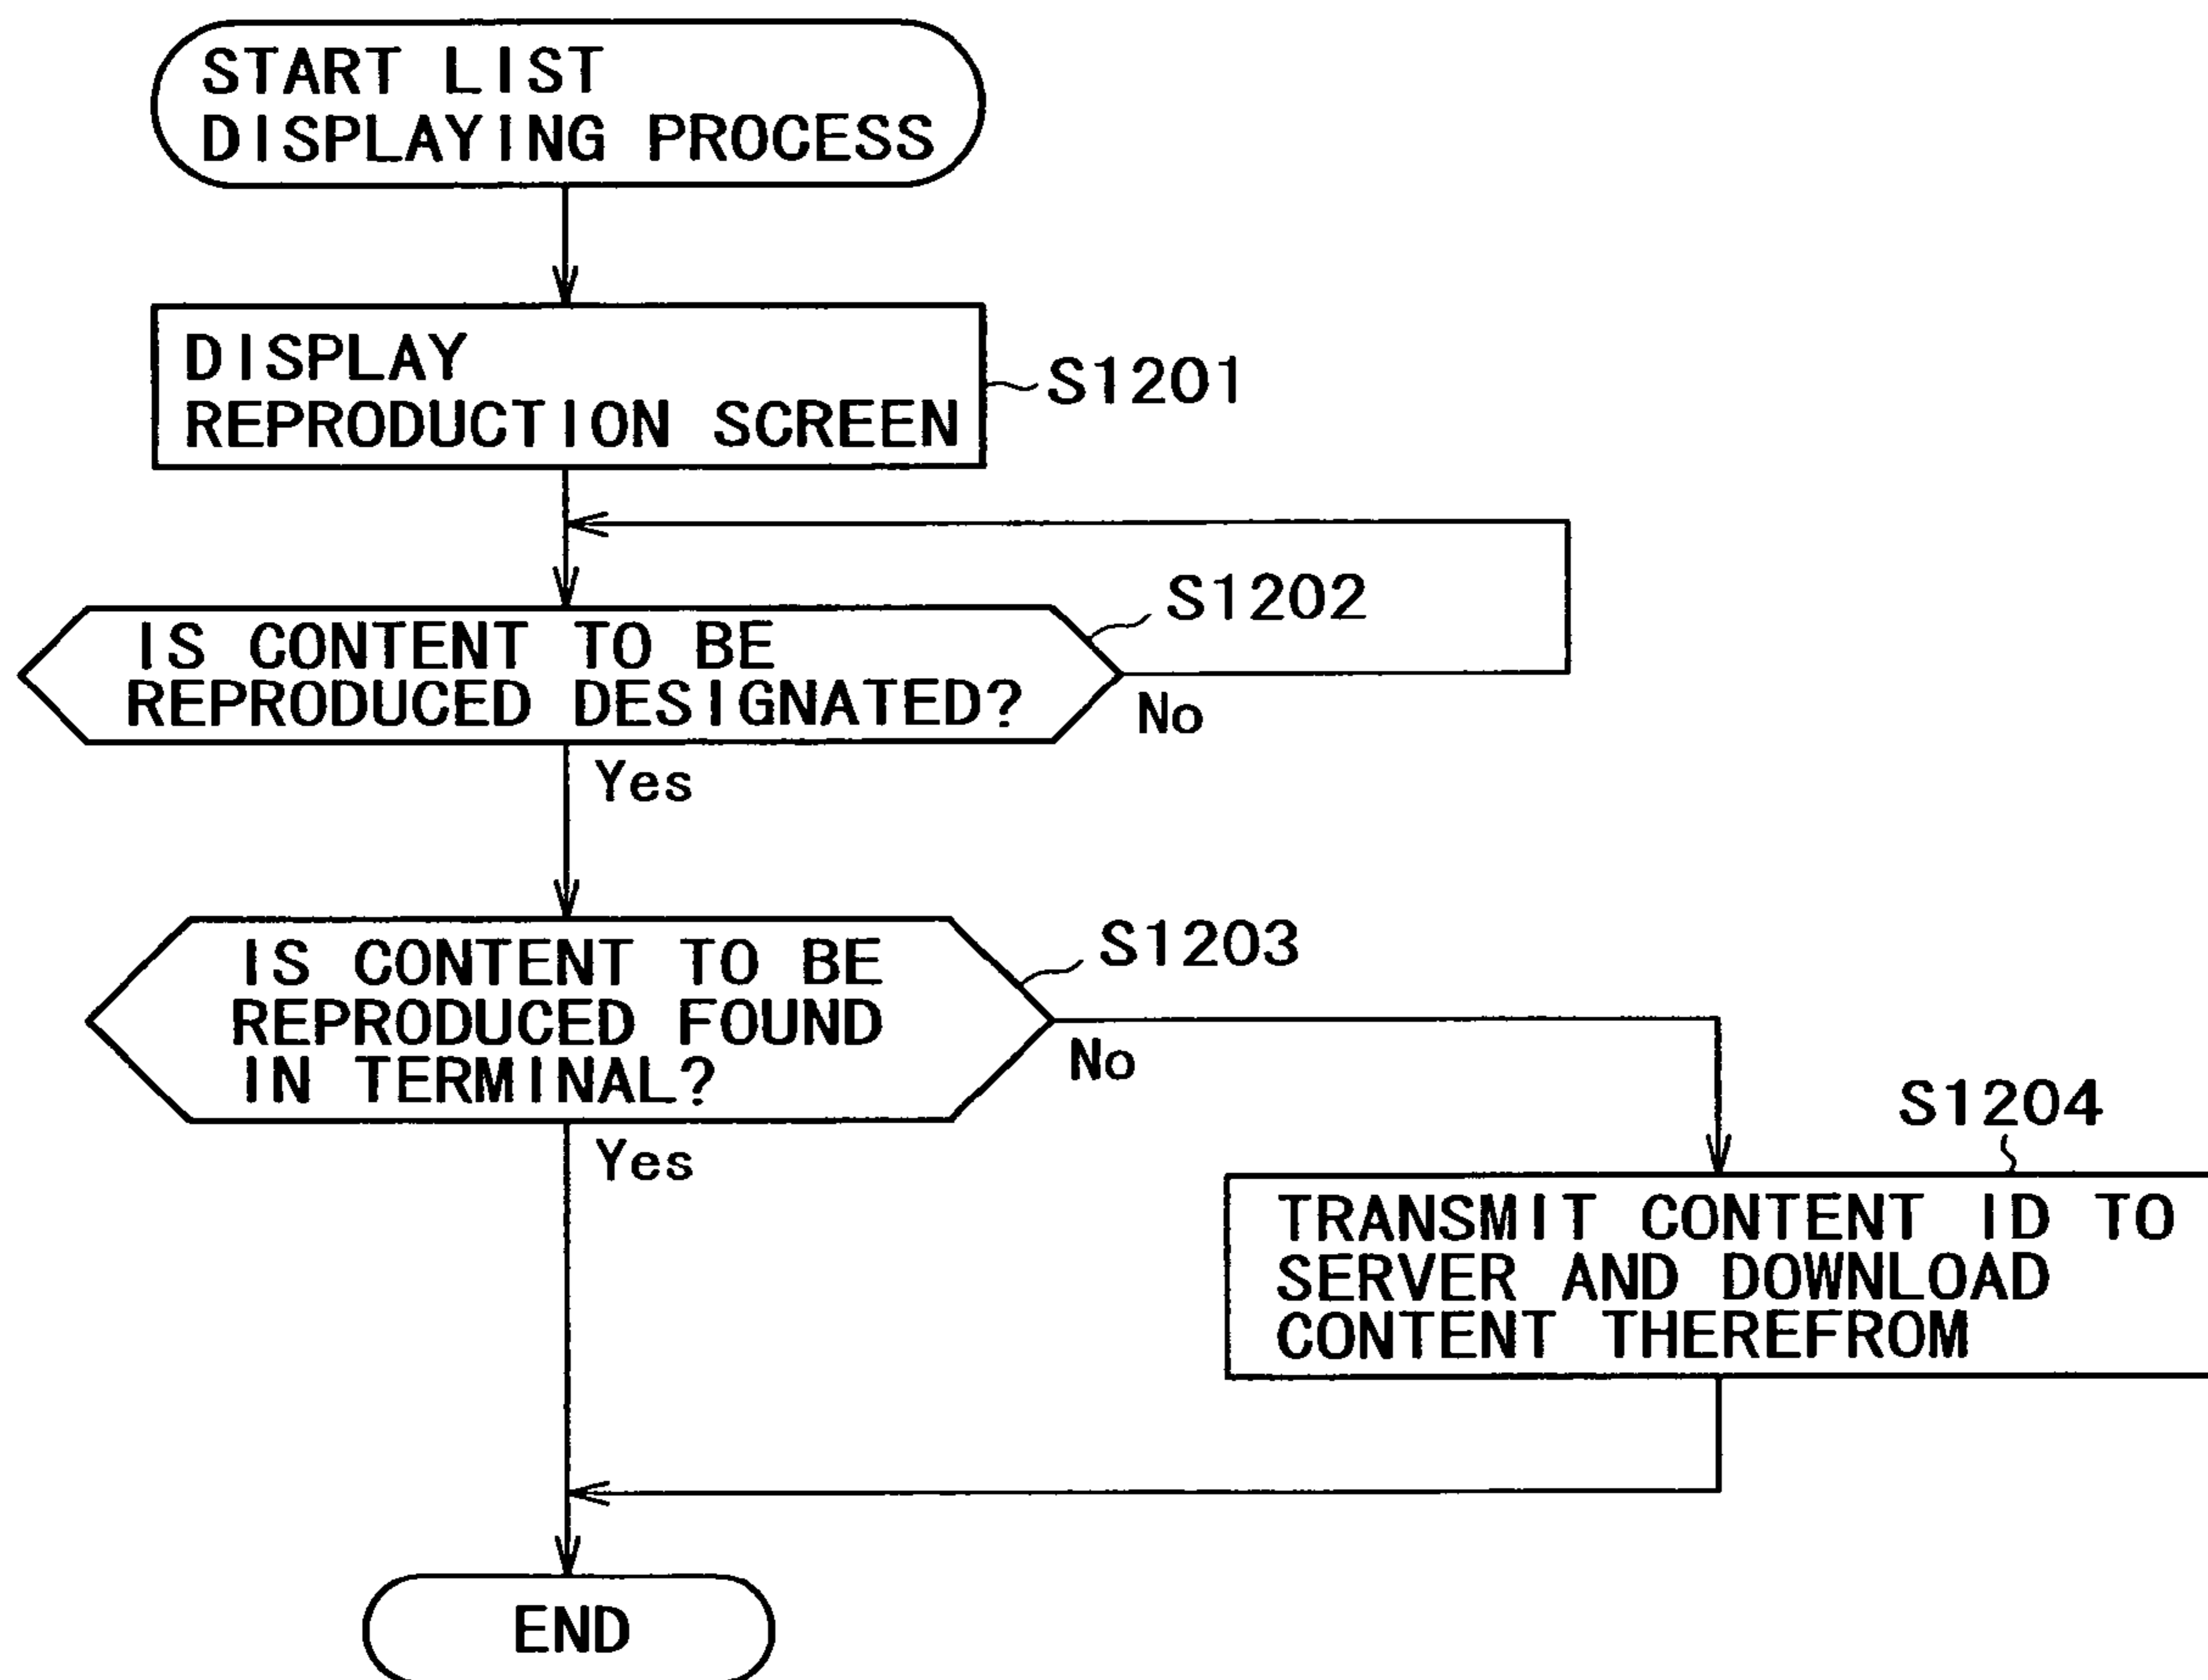 START LIST
DISPLAYING PROCESS
DISPLAY
REPRODUCTION SCREEN
S1201
S1202
IS CONTENT TO BE
REPRODUCED DESIGNATED?
No
Yes
S1203
IS CONTENT TO BE
REPRODUCED FOUND
IN TERMINAL?
No
Yes
S1204
TRANSMIT CONTENT ID TO
SERVER AND DOWNLOAD
CONTENT THEREFROM
END